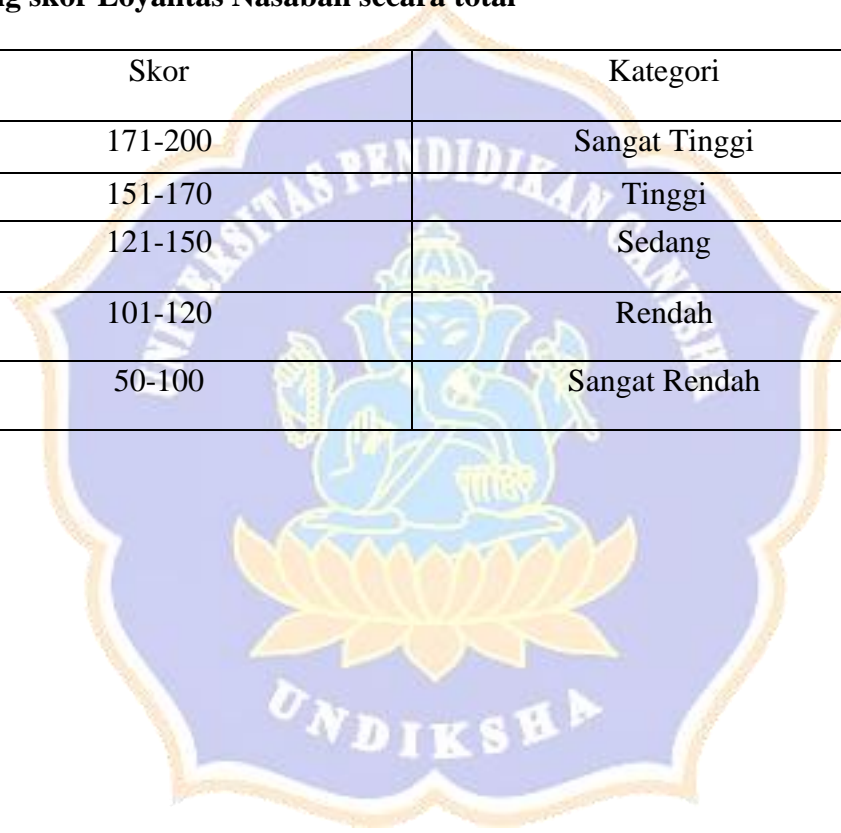 skor Loyalitas Nasabah secara total
Skor Kategori
171-200 Sangat Tinggi
151-170 Tinggi
121-150 Sedang
101-120 Rendah
50-100 Sangat Rendah
UNIVERSITAS PENDIDIKAN GANESHA
UNDIKSHA